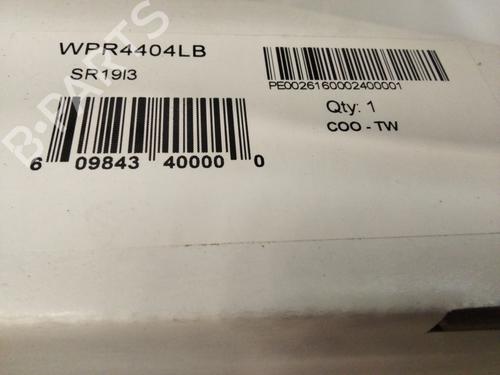 WPR4404LB
SR19I3
6 09843 40000 0
PE0026160002400001
Qty: 1
COO - TW
B-PARTS